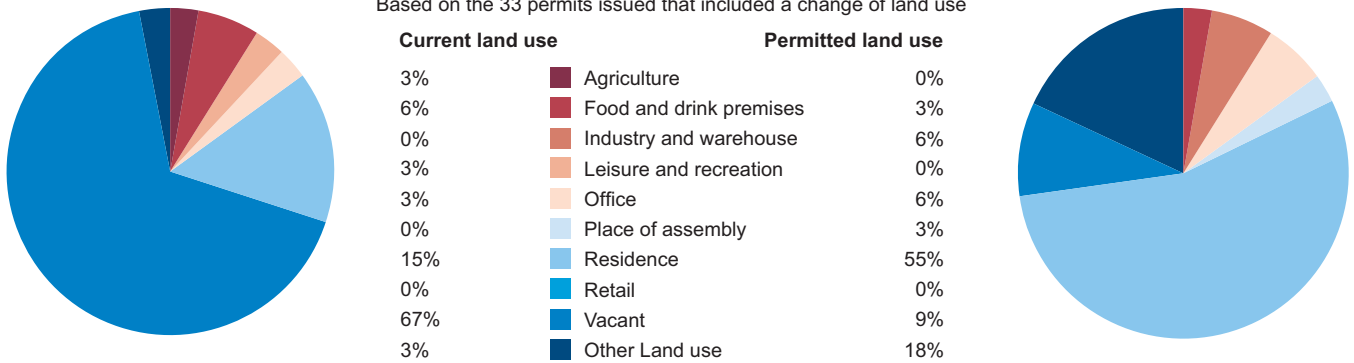 Based on the 33 permits issued that included a change of land use
Current land use Permitted land use
3% Agriculture 0%
6% Food and drink premises 3%
0% Industry and warehouse 6%
3% Leisure and recreation 0%
3% Office 6%
0% Place of assembly 3%
15% Residence 55%
0% Retail 0%
67% Vacant 9%
3% Other Land use 18%